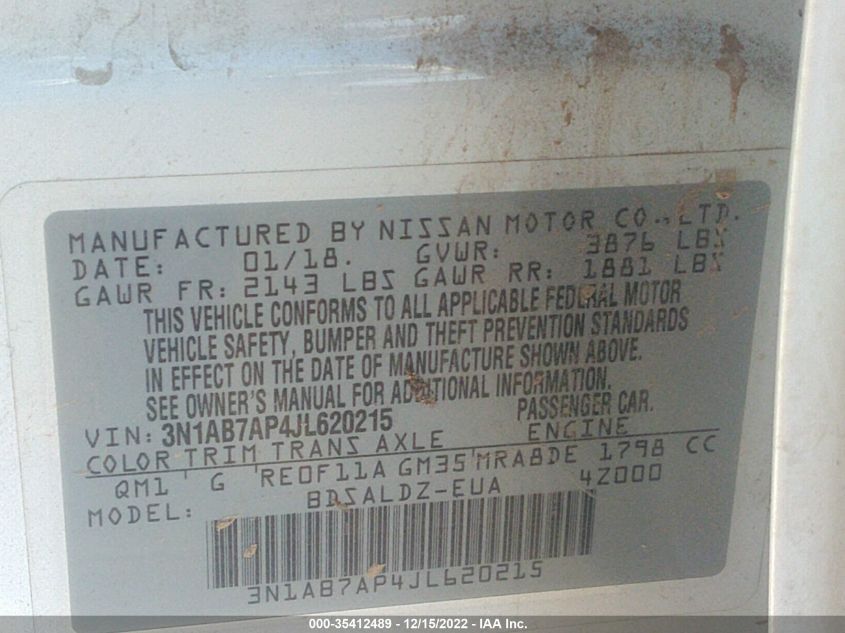 MANUFACTURED BY NISSAN MOTOR CO., LTD.
DATE: 01/18. GVWR: 3876 LBS
GAWR FR: 2143 LBS GAWR RR: 1881 LBS
THIS VEHICLE CONFORMS TO ALL APPLICABLE FEDERAL MOTOR
VEHICLE SAFETY, BUMPER AND THEFT PREVENTION STANDARDS
IN EFFECT ON THE DATE OF MANUFACTURE SHOWN ABOVE.
SEE OWNER'S MANUAL FOR ADDITIONAL INFORMATION.
VIN: 3N1AB7AP4JL620215 PASSENGER CAR.
COLOR TRIM TRANS AXLE ENGINE
QM1 G RE0F11A GM35 MRA8DE 1798 CC
MODEL: BDSALDZ-EUA 4Z000
3N1AB7AP4JL620215
000-35412489 - 12/15/2022 - IAA Inc.